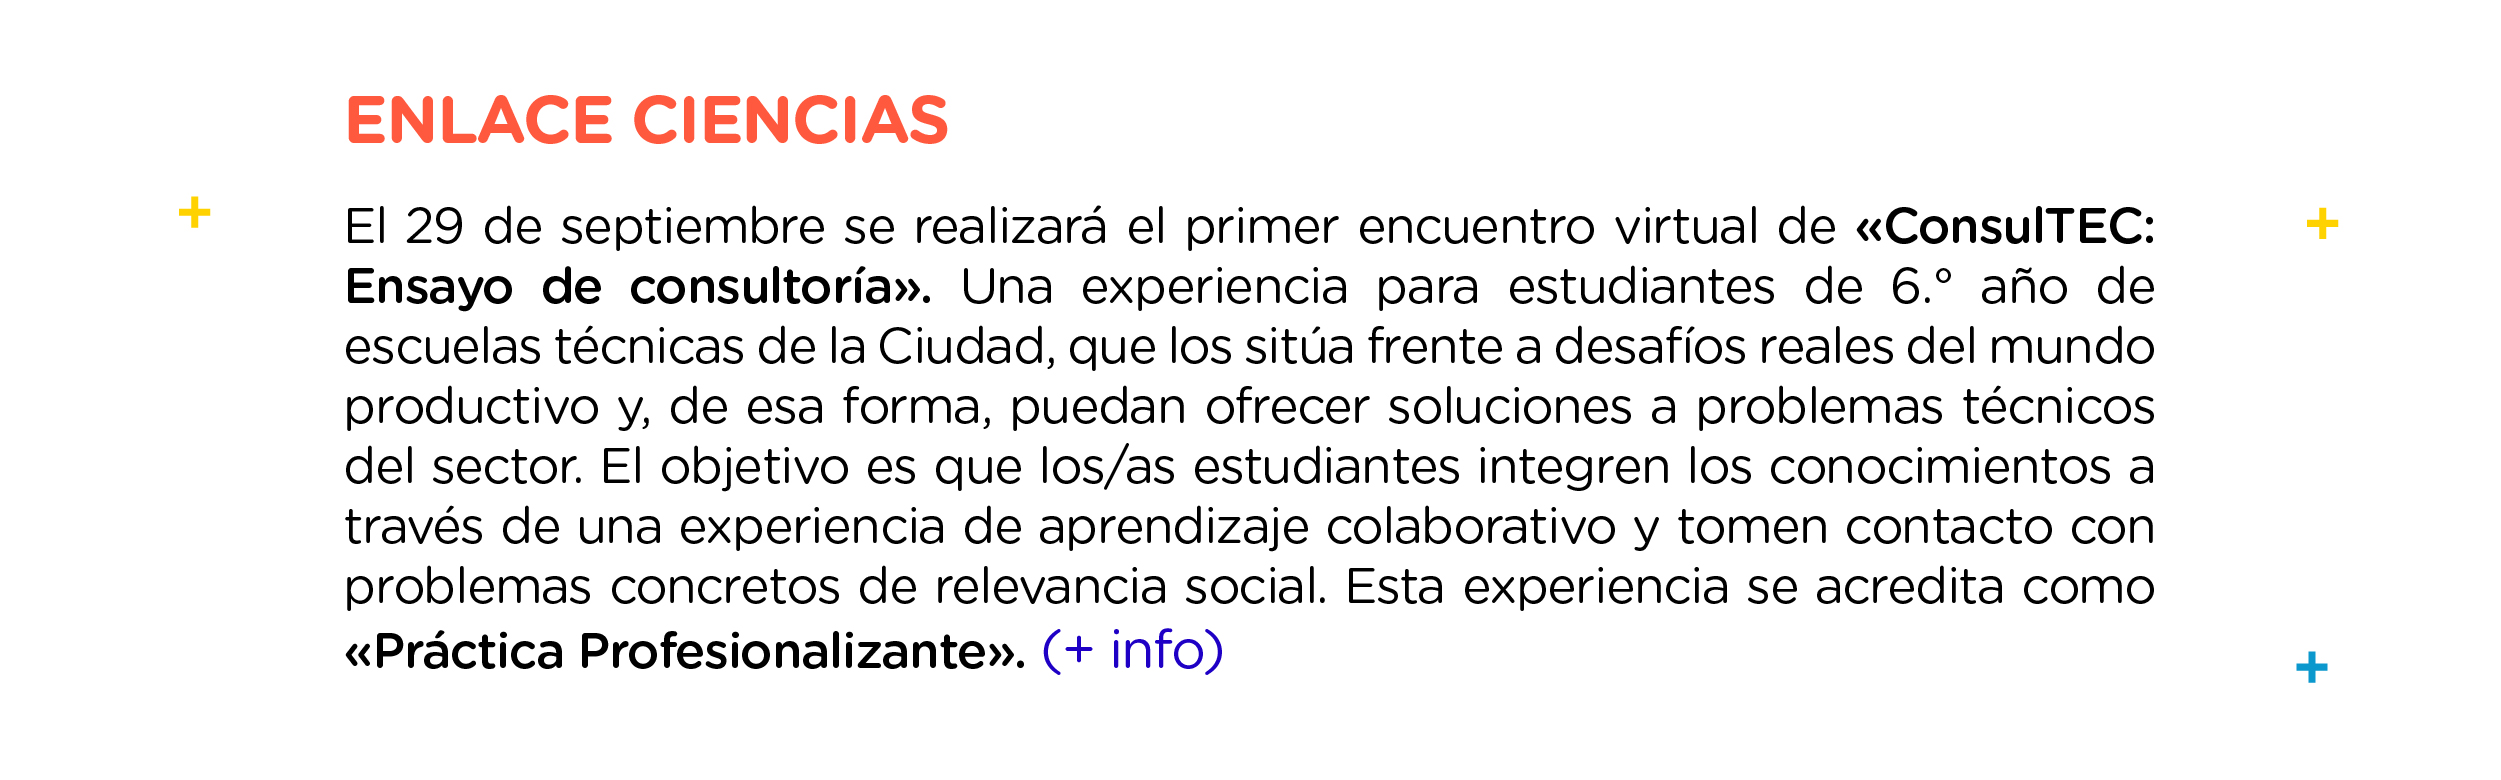 ENLACE CIENCIAS
El 29 de septiembre se realizará el primer encuentro virtual de «ConsulTEC:
Ensayo de consultoría». Una experiencia para estudiantes de 6.° año de
escuelas técnicas de la Ciudad, que los sitúa frente a desafíos reales del mundo
productivo y, de esa forma, puedan ofrecer soluciones a problemas técnicos
del sector. El objetivo es que los/as estudiantes integren los conocimientos a
través de una experiencia de aprendizaje colaborativo y tomen contacto con
problemas concretos de relevancia social. Esta experiencia se acredita como
«Práctica Profesionalizante». (+ info)